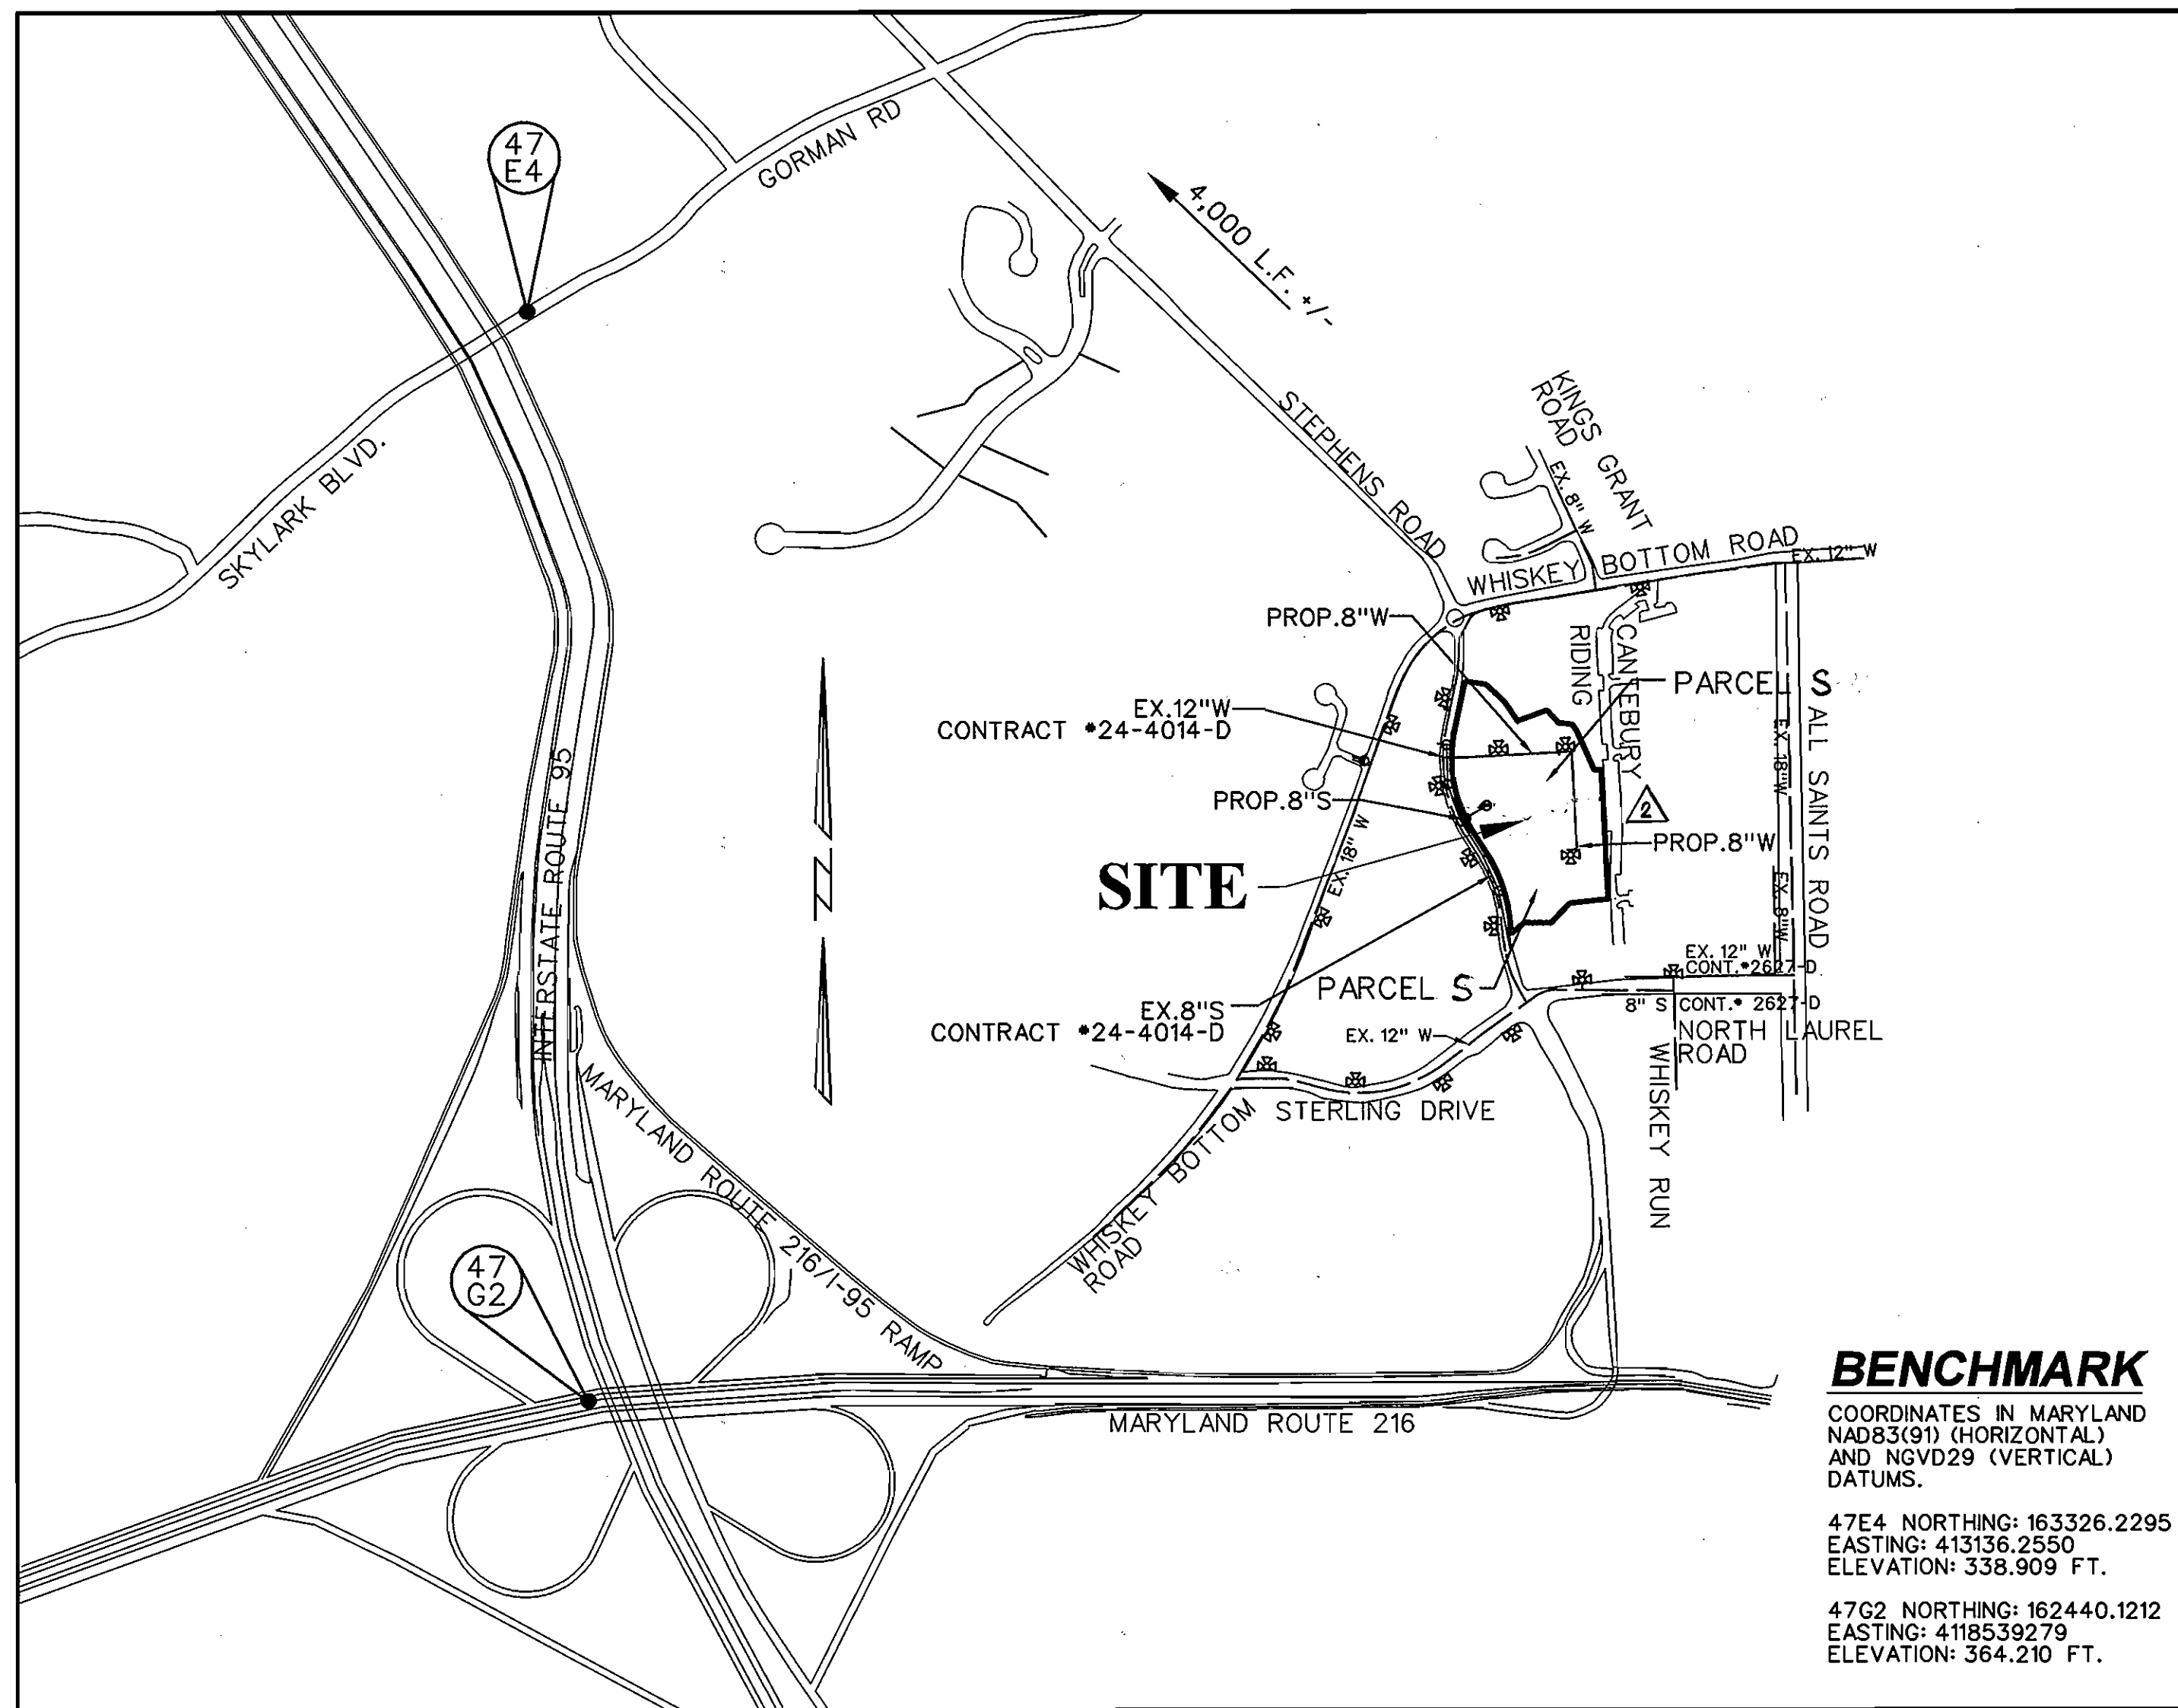 47
E4
GORMAN RD
4,000 L.F. +/-
SKYLARK BLVD.
STEPHENS ROAD
KINGS GRANT
ROAD
EX. 8" W
WHISKEY BOTTOM ROAD
EX. 12" W
PROP.8"W
RIDING
CANTEBURY
PARCEL S
EX.12"W
CONTRACT #24-4014-D
EX. 18"W
ALL SAINTS ROAD
INTERSTATE ROUTE 95
N
PROP.8"S
2
EX. 18" W
PROP.8"W
SITE
EX. 8"W
EX. 12" W
CONT.#2627-D
PARCEL S
EX.8"S
CONTRACT #24-4014-D
EX. 12" W
8" S
CONT.# 2627-D
NORTH LAUREL
ROAD
WHISKEY RUN
STERLING DRIVE
WHISKEY BOTTOM
ROAD
MARYLAND ROUTE 216/I-95 RAMP
47
G2
MARYLAND ROUTE 216
BENCHMARK
COORDINATES IN MARYLAND
NAD83(91) (HORIZONTAL)
AND NGVD29 (VERTICAL)
DATUMS.
47E4 NORTHING: 163326.2295
EASTING: 413136.2550
ELEVATION: 338.909 FT.
47G2 NORTHING: 162440.1212
EASTING: 4118539279
ELEVATION: 364.210 FT.